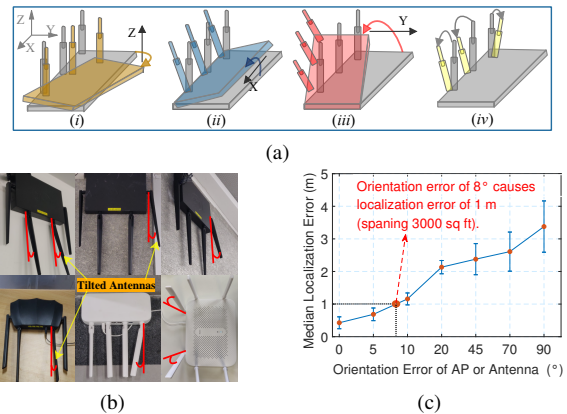 Z
Y
X
Z
X
Y
(i)
(ii)
(iii)
(iv)
(a)
Tilted Antennas
(b)
Median Localization Error (m)
5
4
3
2
1
0
Orientation error of 8° causes
localization error of 1 m
(spaning 3000 sq ft).
0 5 10 20 45 70 90
Orientation Error of AP or Antenna (°)
(c)